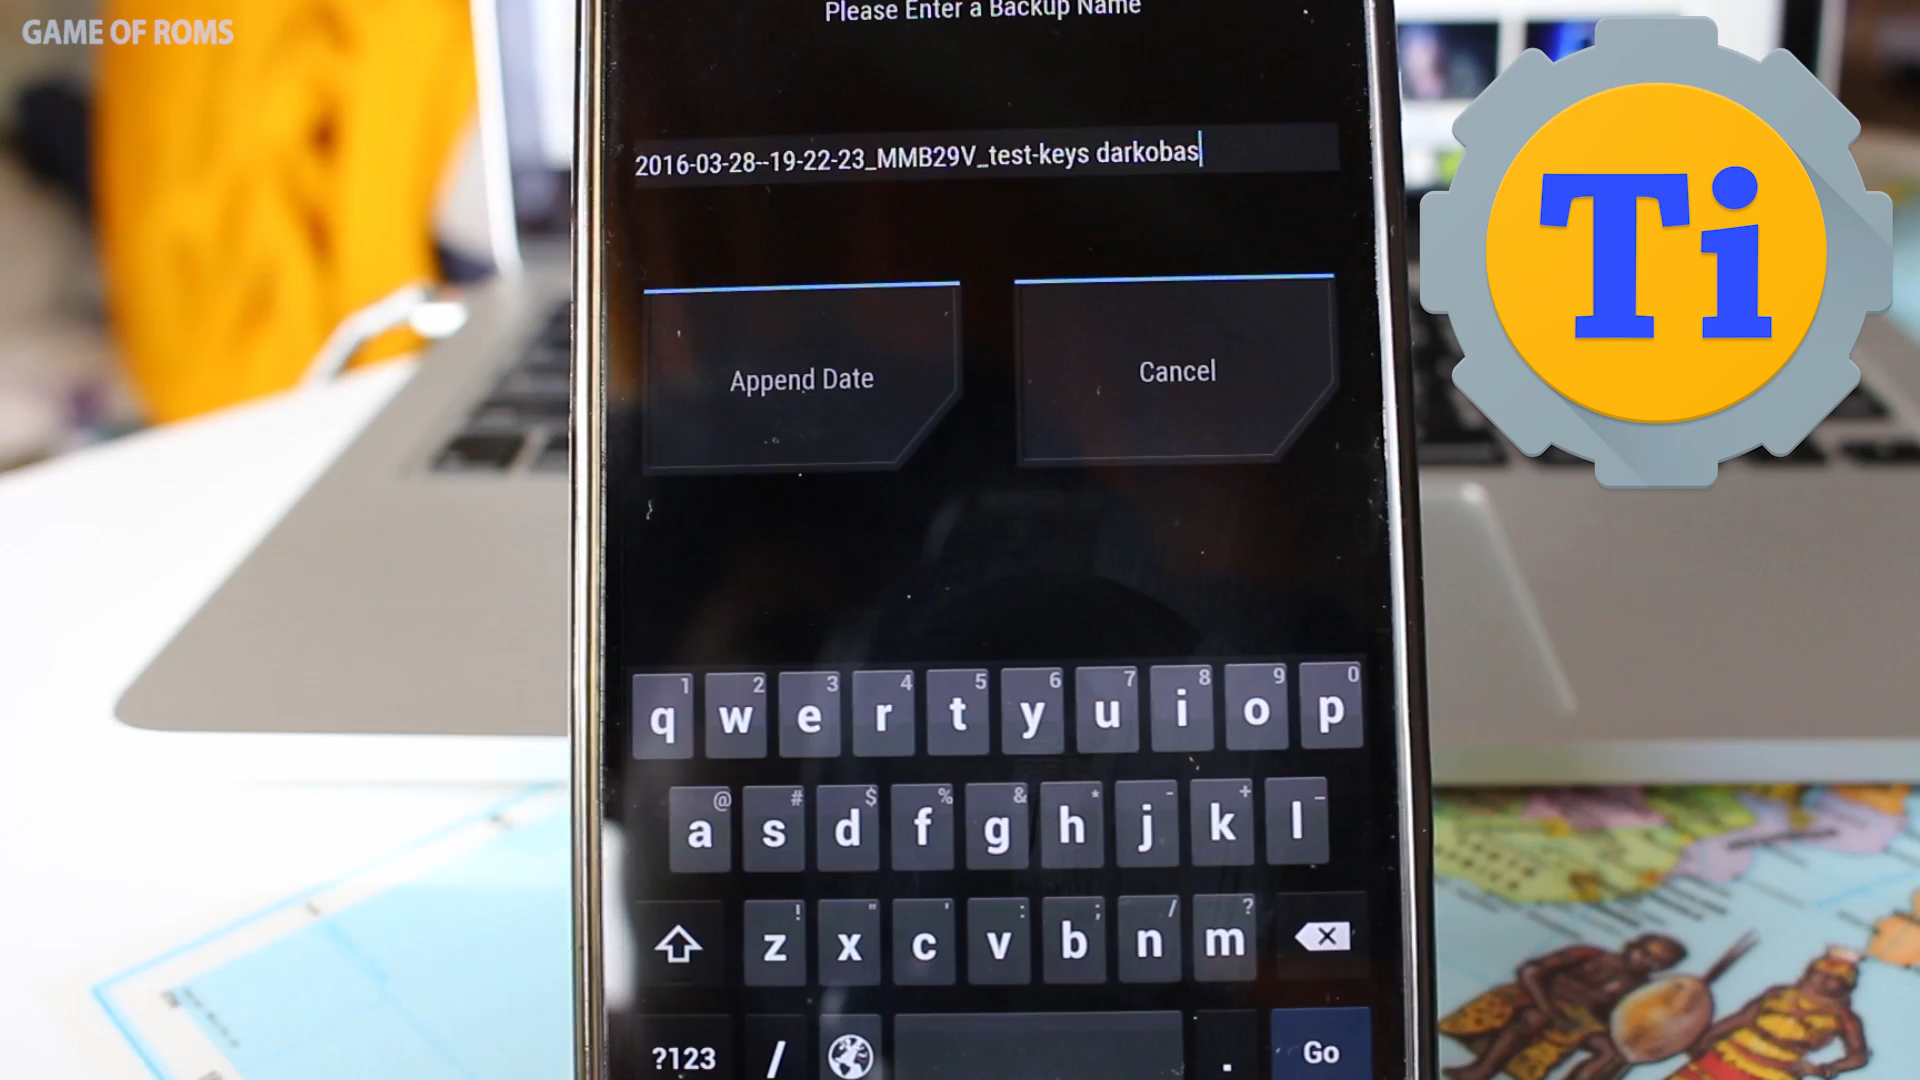 GAME OF ROMS
Please Enter a Backup Name
2016-03-28--19-22-23_MMB29V_test-keys darkobas
Ti
Append Date
Cancel
1 2 3 4 5 6 7 8 9 0
q w e r t y u i o p
@ # $ % & * - + _
a s d f g h j k l
! " ' : ; / ?
z x c v b n m
?123 / . Go